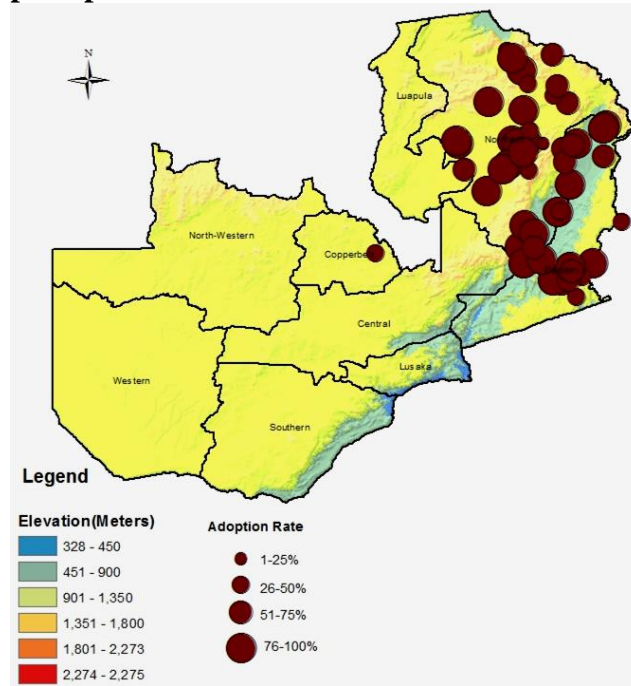 N
Luapula
North-Western
Copperbelt
Central
Lusaka
Western
Southern
Legend
Elevation(Meters)
328 - 450
451 - 900
901 - 1,350
1,351 - 1,800
1,801 - 2,273
2,274 - 2,275
Adoption Rate
1-25%
26-50%
51-75%
76-100%